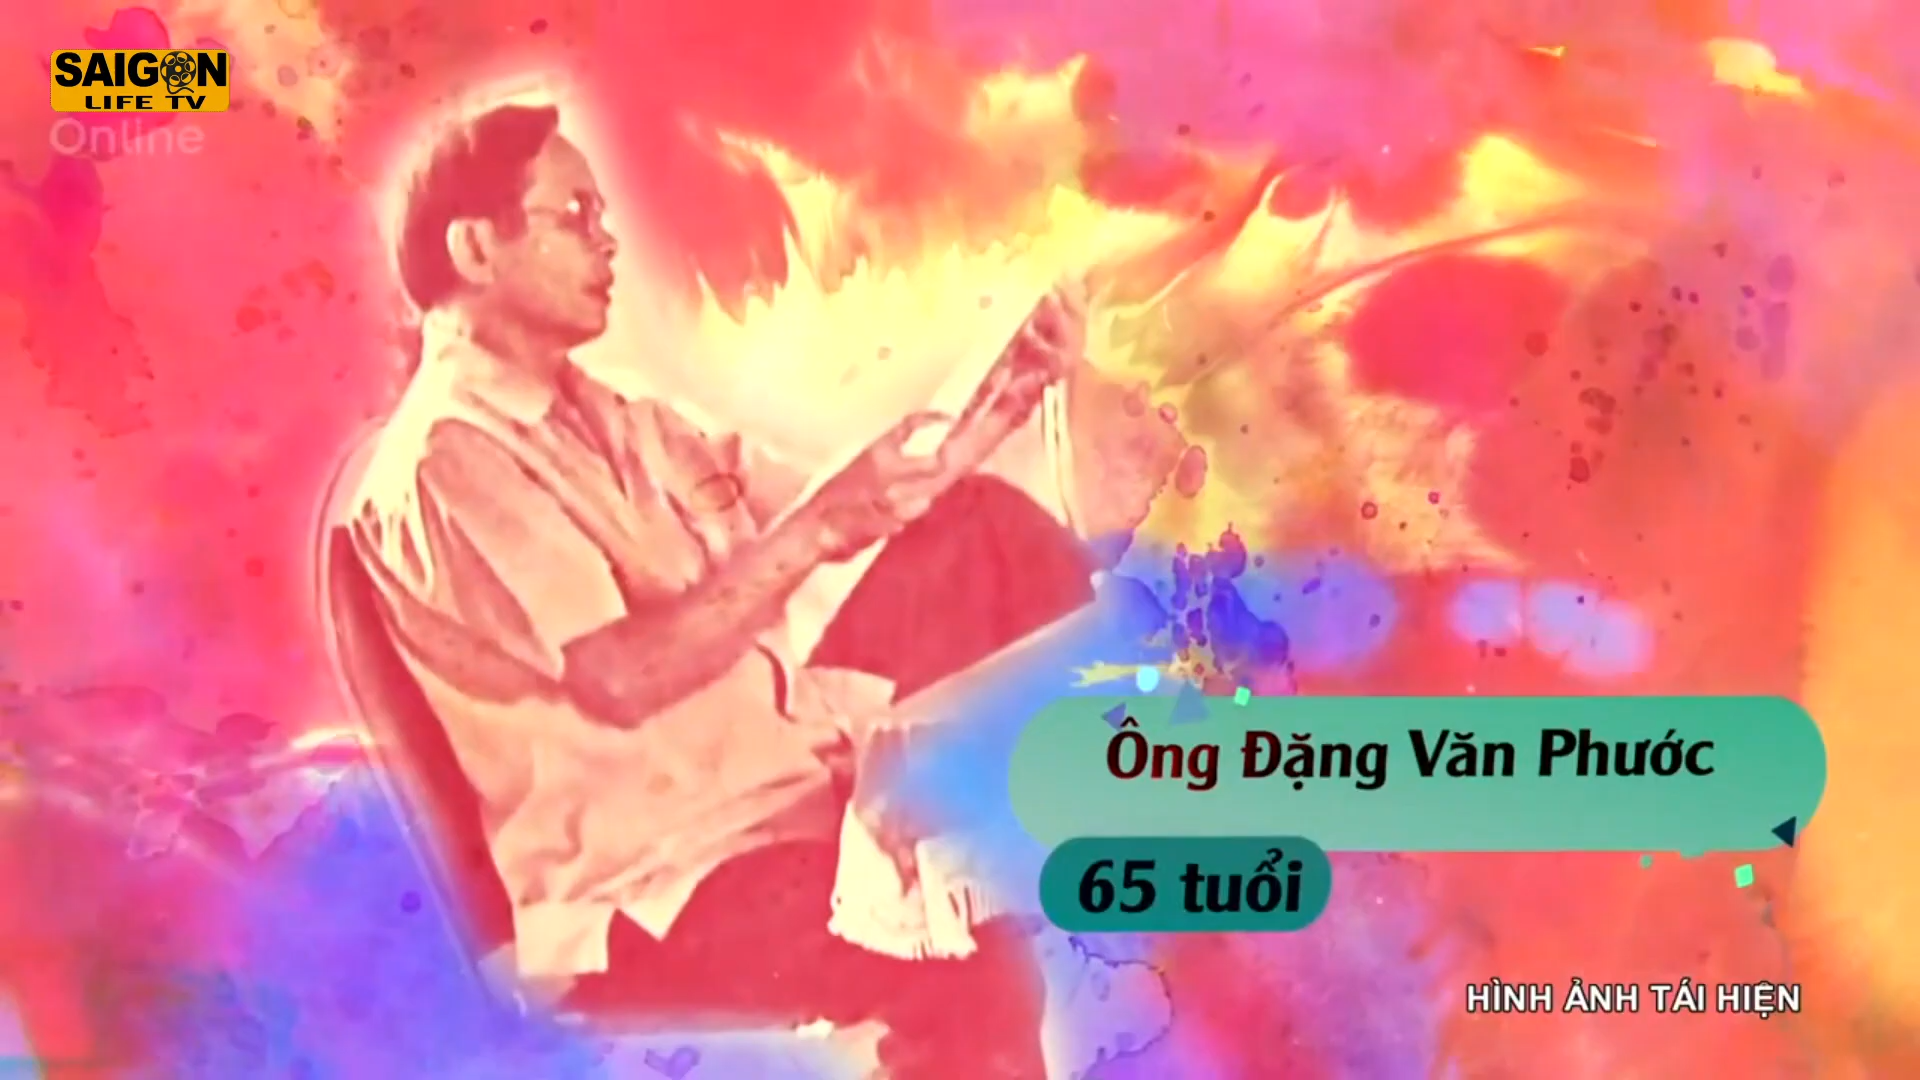 SAIGON
LIFE TV
Online
Ông Đặng Văn Phước
65 tuổi
HÌNH ẢNH TÁI HIỆN